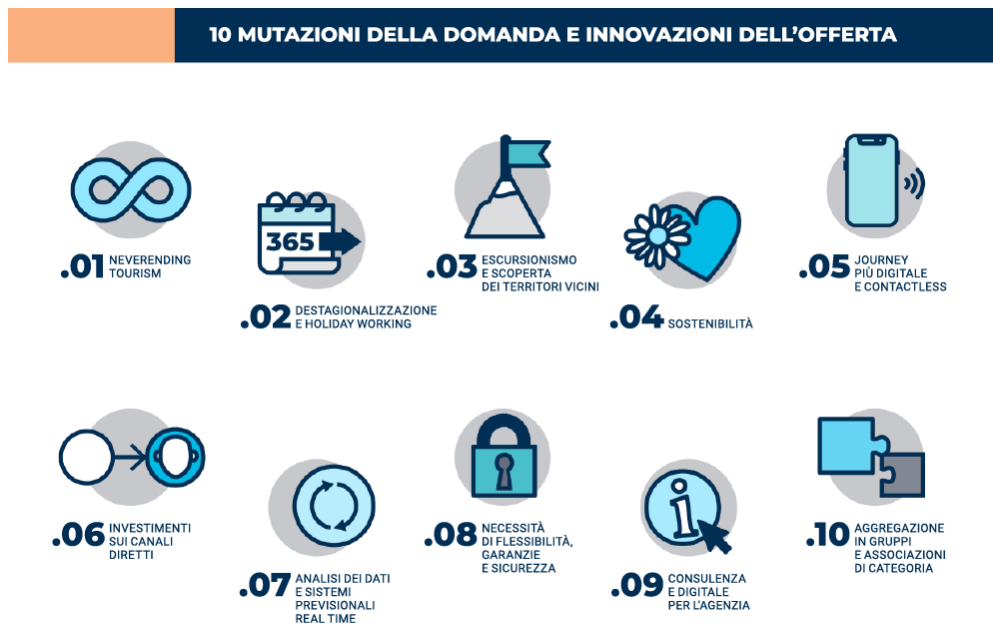 10 MUTAZIONI DELLA DOMANDA E INNOVAZIONI DELL'OFFERTA
.01 NEVERENDING
TOURISM
365
.02 DESTAGIONALIZZAZIONE
E HOLIDAY WORKING
.03 ESCURSIONISMO
E SCOPERTA
DEI TERRITORI VICINI
.04 SOSTENIBILITÀ
.05 JOURNEY
PIÙ DIGITALE
E CONTACTLESS
.06 INVESTIMENTI
SUI CANALI
DIRETTI
.07 ANALISI DEI DATI
E SISTEMI
PREVISIONALI
REAL TIME
.08 NECESSITÀ
DI FLESSIBILITÀ,
GARANZIE
E SICUREZZA
i
.09 CONSULENZA
E DIGITALE
PER L'AGENZIA
.10 AGGREGAZIONE
IN GRUPPI
E ASSOCIAZIONI
DI CATEGORIA